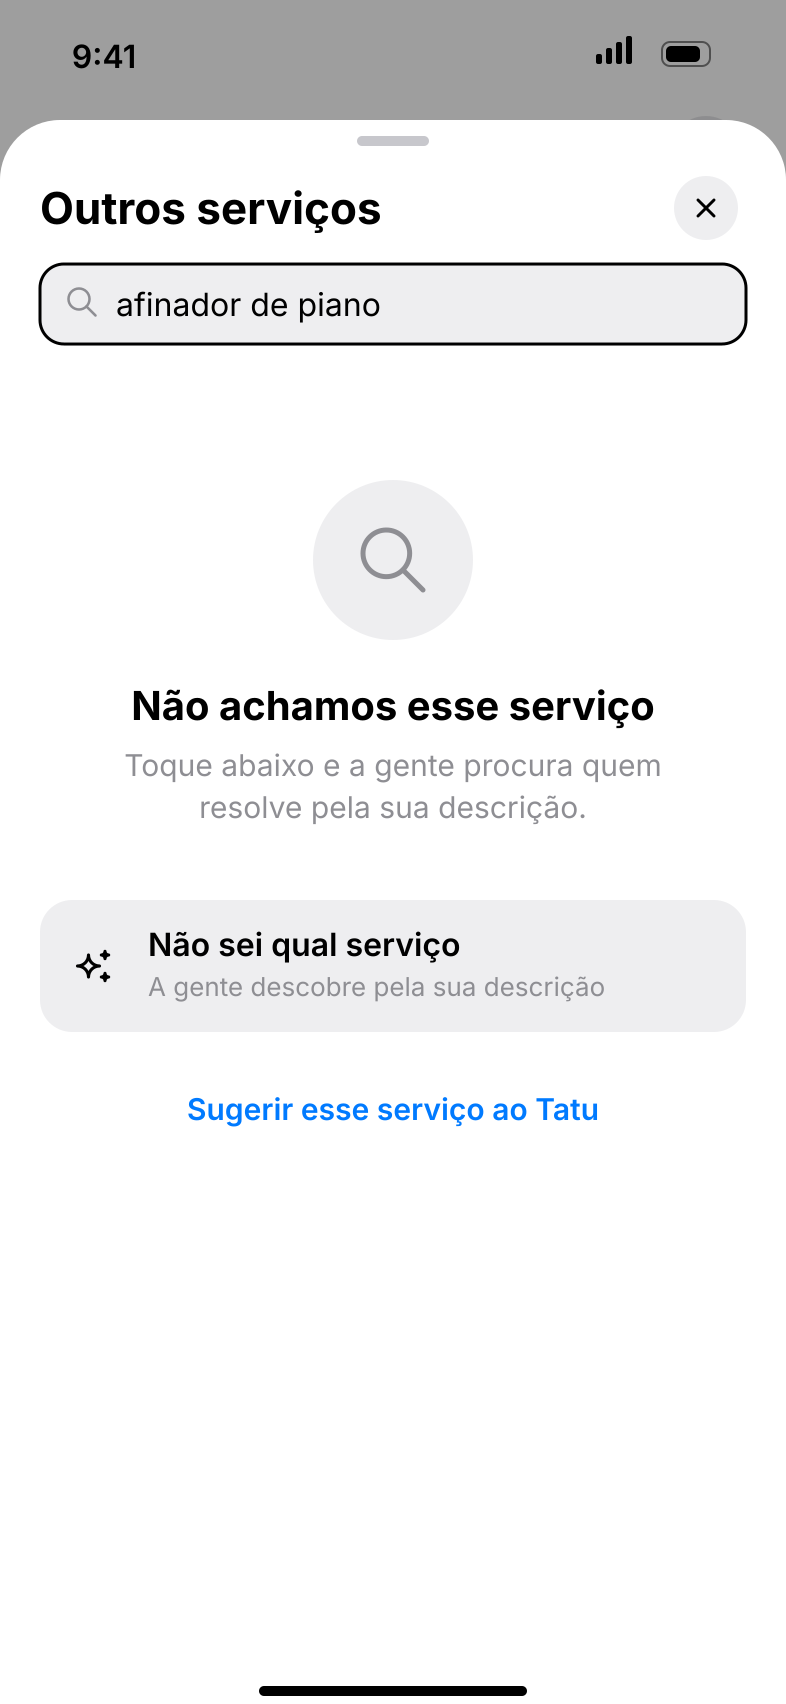 9:41
Outros serviços
afinador de piano
Não achamos esse serviço
Toque abaixo e a gente procura quem
resolve pela sua descrição.
Não sei qual serviço
A gente descobre pela sua descrição
Sugerir esse serviço ao Tatu